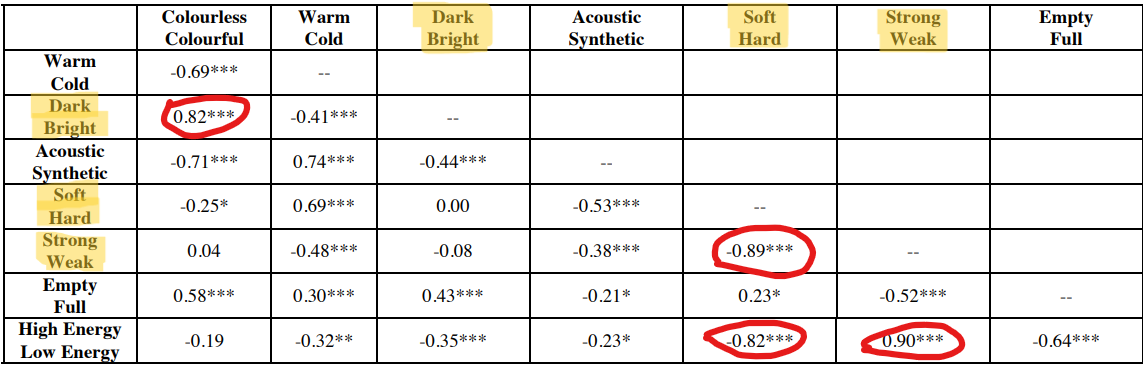 Colourless Colourful | Warm Cold | Dark Bright | Acoustic Synthetic | Soft Hard | Strong Weak | Empty Full
Warm Cold | -0.69*** | --
Dark Bright | 0.82*** | -0.41*** | --
Acoustic Synthetic | -0.71*** | 0.74*** | -0.44*** | --
Soft Hard | -0.25* | 0.69*** | 0.00 | -0.53*** | --
Strong Weak | 0.04 | -0.48*** | -0.08 | -0.38*** | -0.89*** | --
Empty Full | 0.58*** | 0.30*** | 0.43*** | -0.21* | 0.23* | -0.52*** | --
High Energy Low Energy | -0.19 | -0.32** | -0.35*** | -0.23* | -0.82*** | 0.90*** | -0.64***